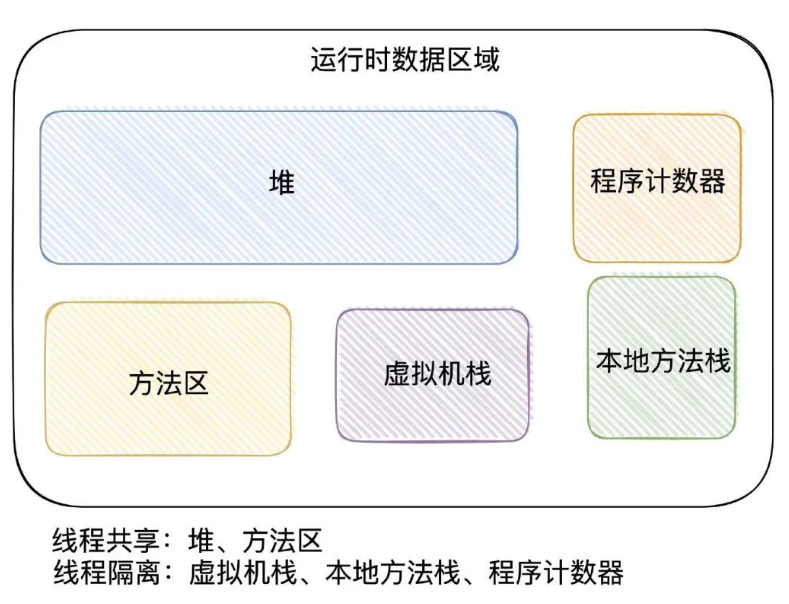 运行时数据区域
堆
程序计数器
方法区
虚拟机栈
本地方法栈
线程共享：堆、方法区
线程隔离：虚拟机栈、本地方法栈、程序计数器